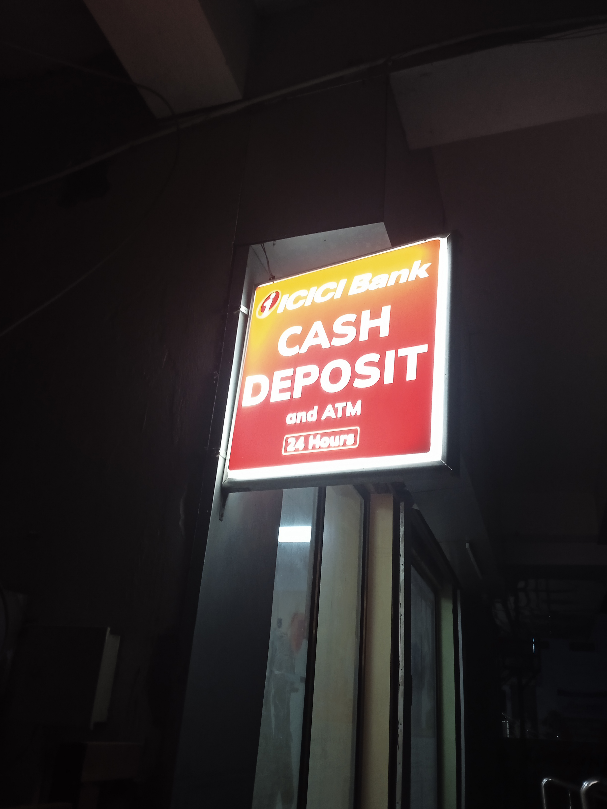 ICICI Bank
CASH
DEPOSIT
and ATM
24 Hours